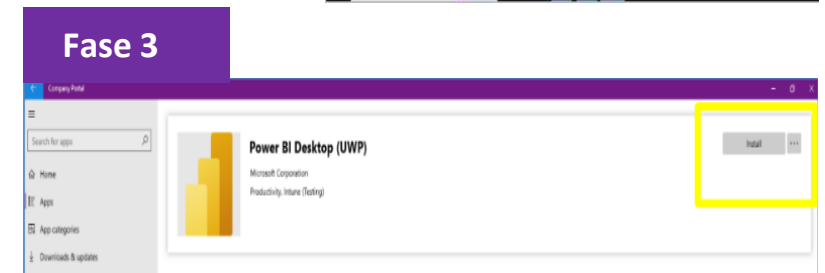 Fase 3
Company Portal
Search for apps
Power BI Desktop (UWP)
Install
Microsoft Corporation
Home
Productivity, Intune (Testing)
Apps
App categories
Downloads & updates